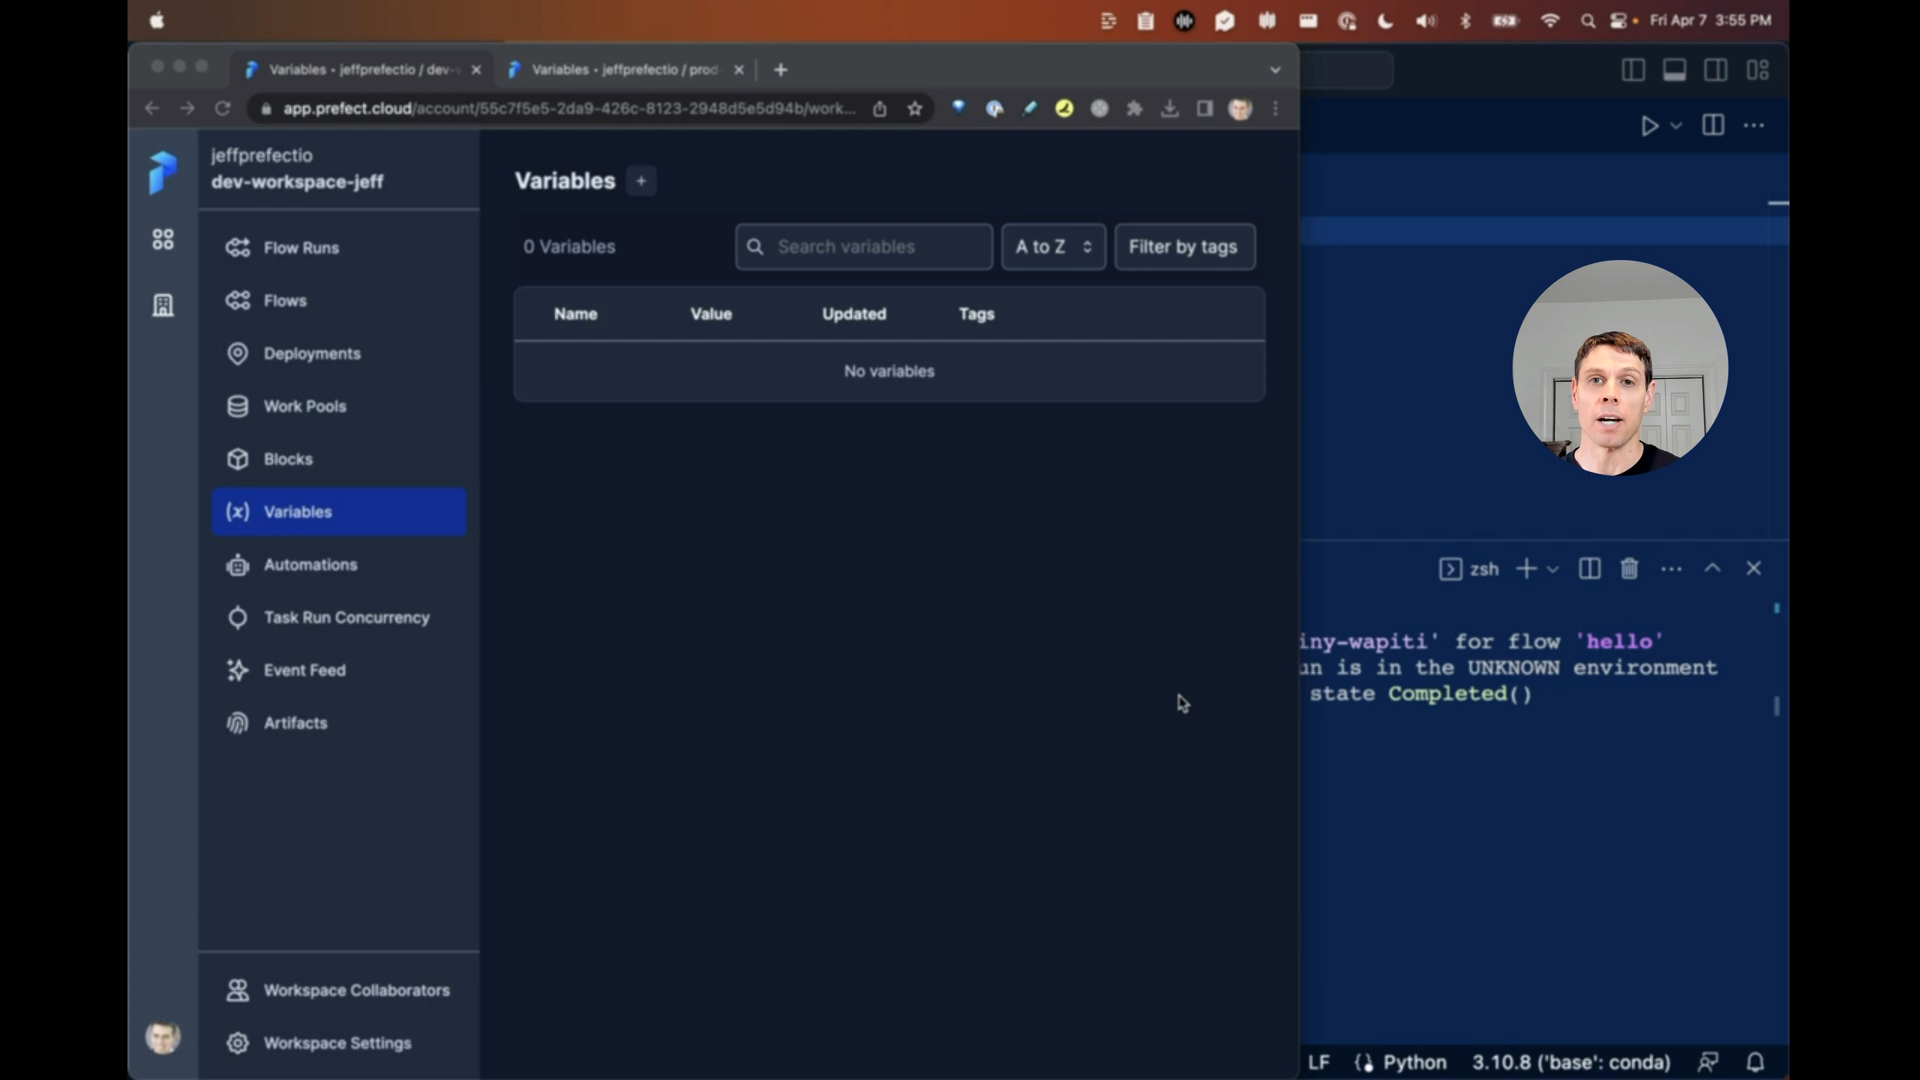 Fri Apr 7 3:55 PM
Variables • jeffprefectio / dev-
Variables • jeffprefectio / prod
app.prefect.cloud/account/55c7f5e5-2da9-426c-8123-2948d5e5d94b/work...
jeffprefectio
dev-workspace-jeff
Flow Runs
Flows
Deployments
Work Pools
Blocks
(x) Variables
Automations
Task Run Concurrency
Event Feed
Artifacts
Workspace Collaborators
Workspace Settings
Variables +
0 Variables
Search variables
A to Z
Filter by tags
Name Value Updated Tags
No variables
zsh
iny-wapiti' for flow 'hello'
un is in the UNKNOWN environment
state Completed()
LF Python 3.10.8 ('base': conda)